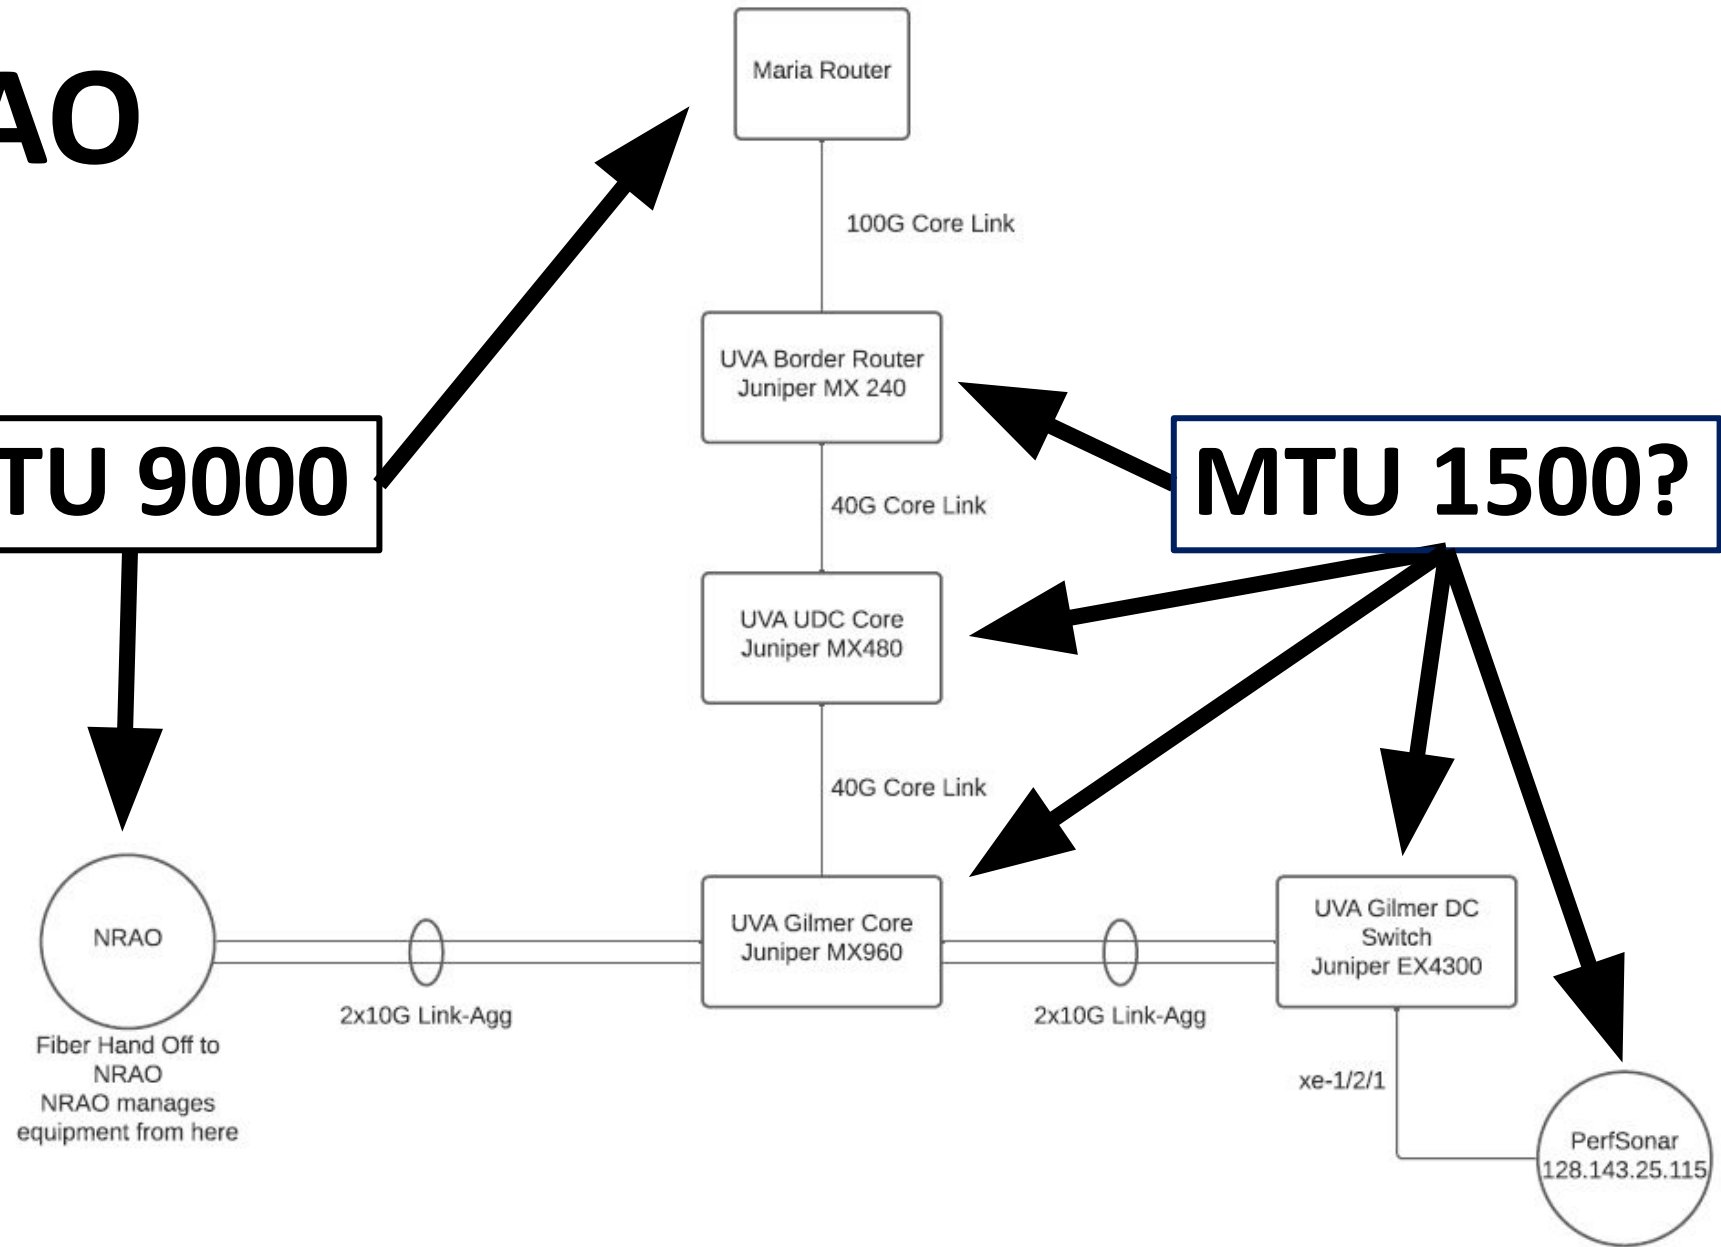 AO
Maria Router
100G Core Link
UVA Border Router
Juniper MX 240
TU 9000
MTU 1500?
40G Core Link
UVA UDC Core
Juniper MX480
40G Core Link
NRAO
UVA Gilmer Core
Juniper MX960
UVA Gilmer DC
Switch
Juniper EX4300
2x10G Link-Agg
2x10G Link-Agg
Fiber Hand Off to
NRAO
NRAO manages
equipment from here
xe-1/2/1
PerfSonar
128.143.25.115